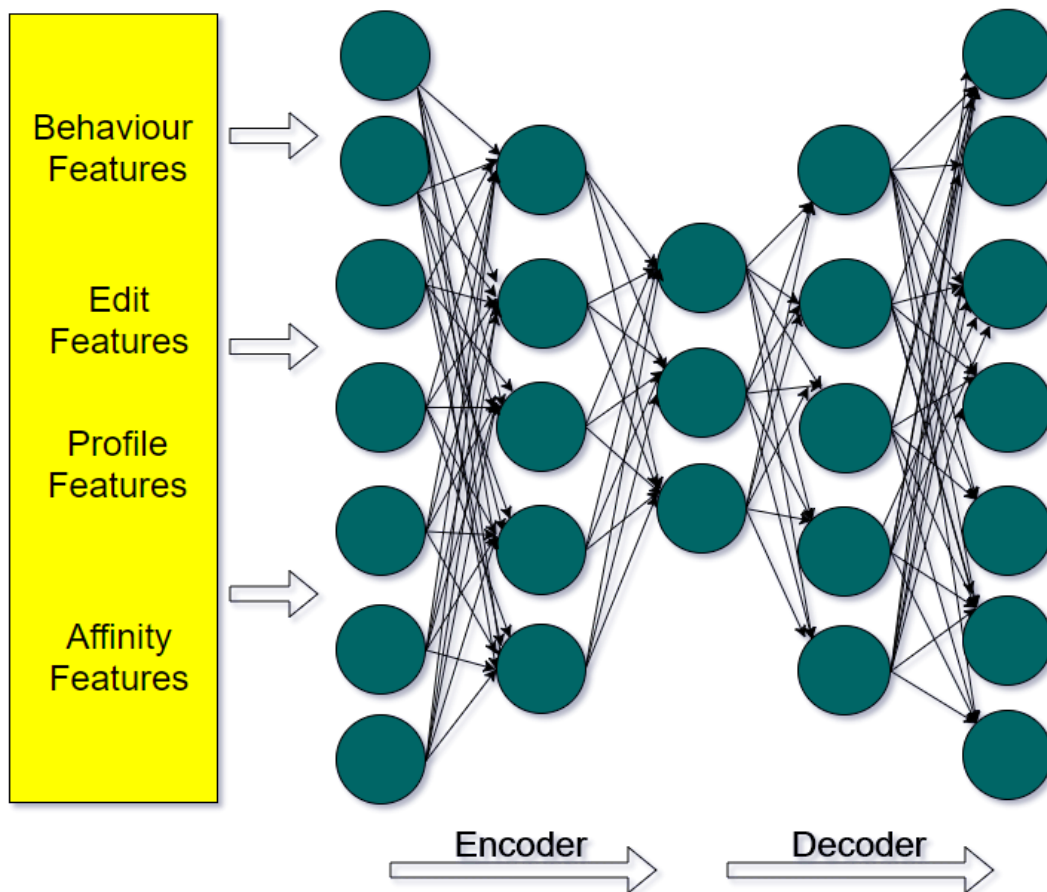 Behaviour
Features
Edit
Features
Profile
Features
Affinity
Features
Encoder
Decoder